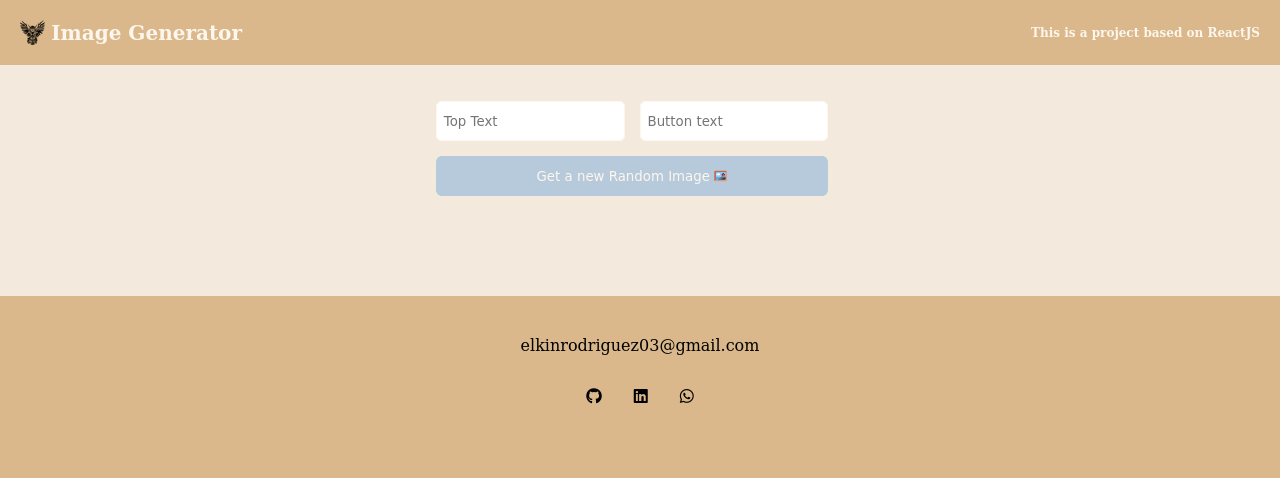 Image Generator
This is a project based on ReactJS
Top Text
Button text
Get a new Random Image 🖼
elkinrodriguez03@gmail.com